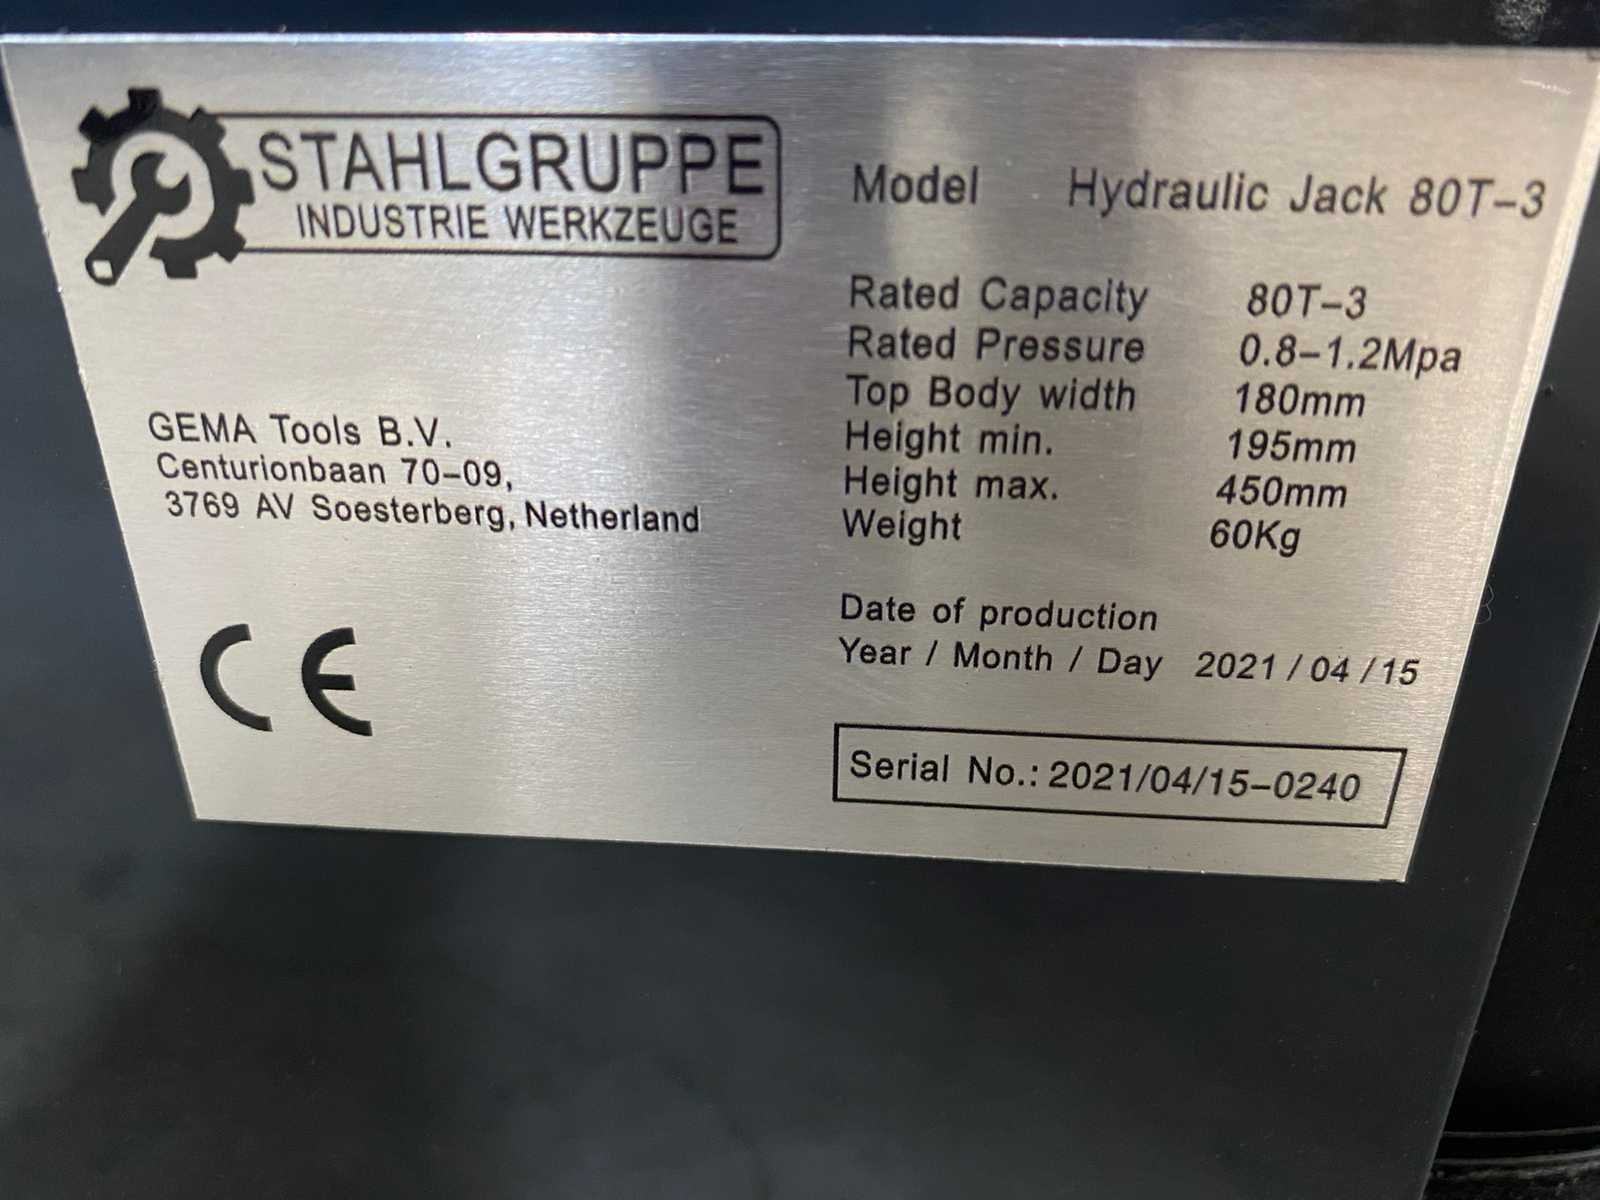 STAHLGRUPPE
INDUSTRIE WERKZEUGE
GEMA Tools B.V.
Centurionbaan 70-09,
3769 AV Soesterberg, Netherland
CE
Model Hydraulic Jack 80T-3
Rated Capacity 80T-3
Rated Pressure 0.8-1.2Mpa
Top Body width 180mm
Height min. 195mm
Height max. 450mm
Weight 60Kg
Date of production
Year / Month / Day 2021 / 04 / 15
Serial No.: 2021/04/15-0240